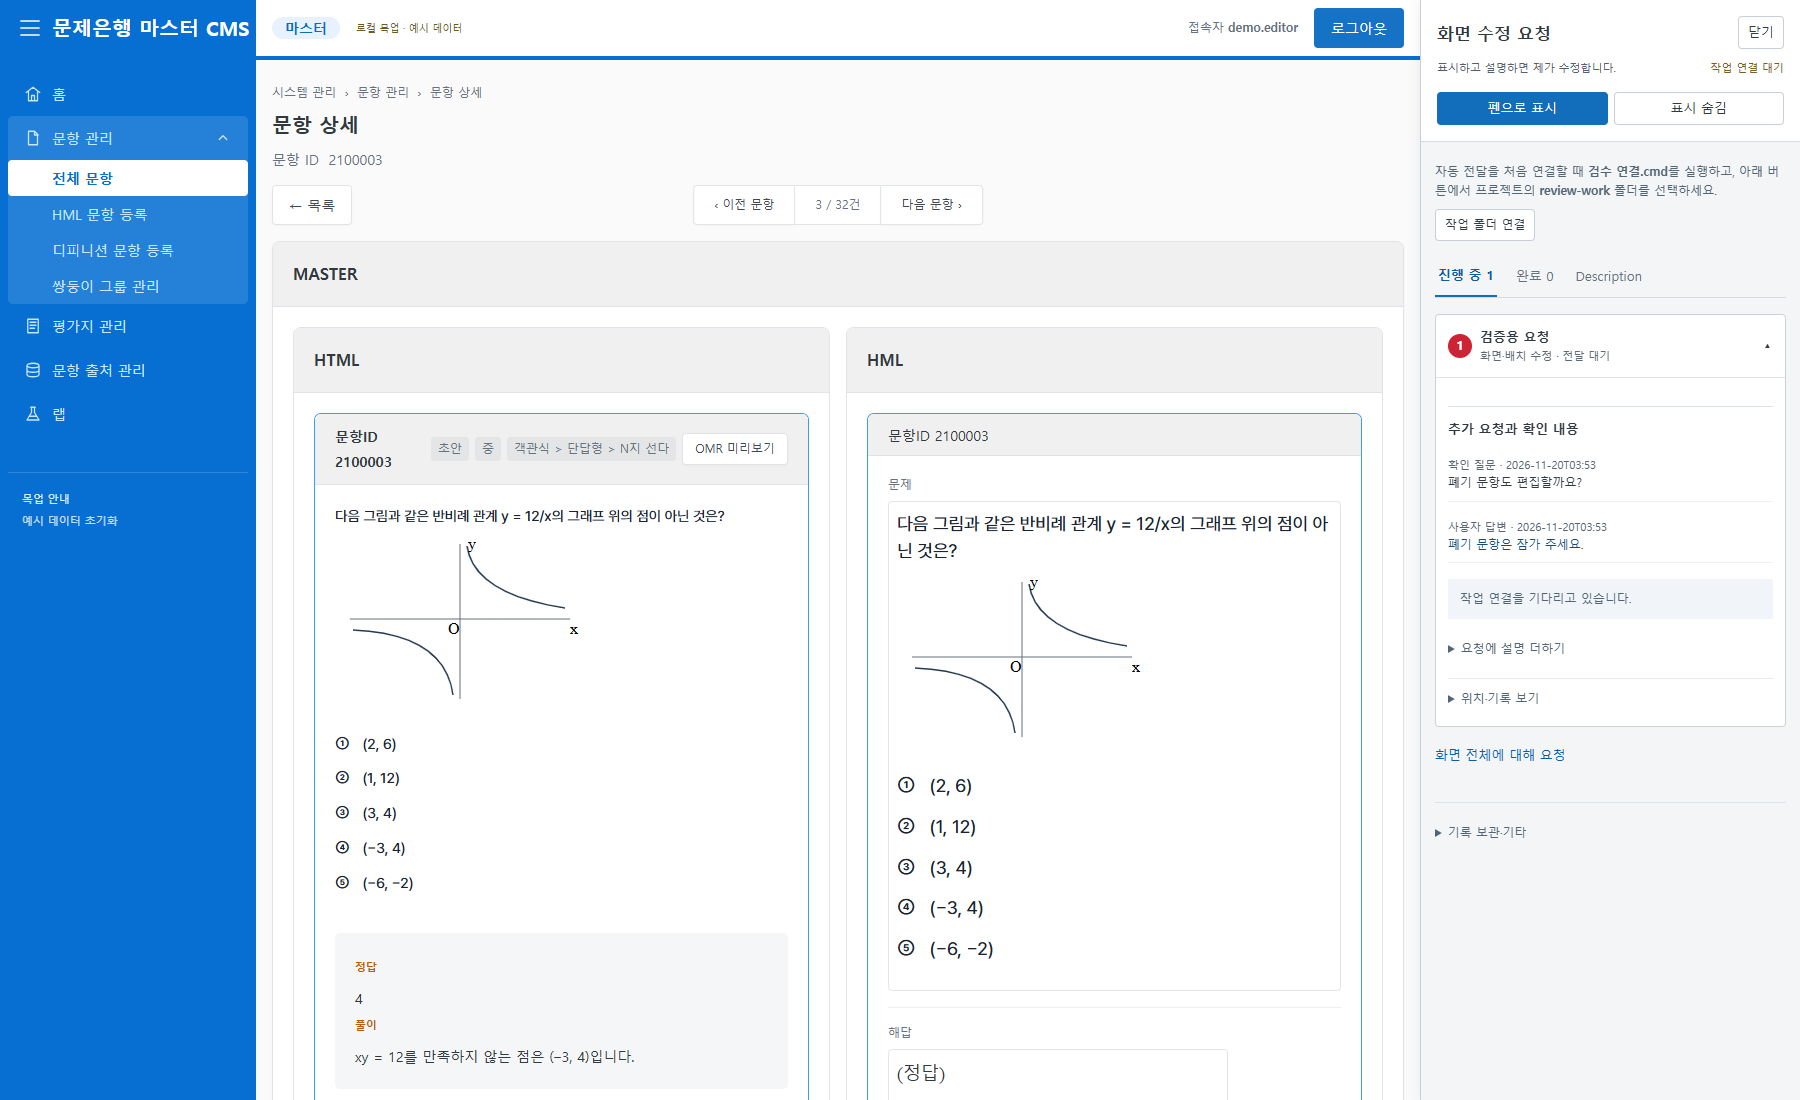 문제은행 마스터 CMS
홈
문항 관리
전체 문항
HML 문항 등록
디피니션 문항 등록
쌍둥이 그룹 관리
평가지 관리
문항 출처 관리
랩
목업 안내
예시 데이터 초기화
마스터
로컬 목업 · 예시 데이터
접속자 demo.editor
로그아웃
시스템 관리 › 문항 관리 › 문항 상세
문항 상세
문항 ID 2100003
← 목록
‹ 이전 문항
3 / 32건
다음 문항 ›
MASTER
HTML
문항ID
2100003
초안
중
객관식 > 단답형 > N지 선다
OMR 미리보기
다음 그림과 같은 반비례 관계 y = 12/x의 그래프 위의 점이 아닌 것은?
y
O
x
① (2, 6)
② (1, 12)
③ (3, 4)
④ (−3, 4)
⑤ (−6, −2)
정답
4
풀이
xy = 12를 만족하지 않는 점은 (−3, 4)입니다.
HML
문항ID 2100003
문제
다음 그림과 같은 반비례 관계 y = 12/x의 그래프 위의 점이 아
닌 것은?
y
O
x
① (2, 6)
② (1, 12)
③ (3, 4)
④ (−3, 4)
⑤ (−6, −2)
해답
(정답)
화면 수정 요청
닫기
표시하고 설명하면 제가 수정합니다.
작업 연결 대기
펜으로 표시
표시 숨김
자동 전달을 처음 연결할 때 검수 연결.cmd를 실행하고, 아래 버
튼에서 프로젝트의 review-work 폴더를 선택하세요.
작업 폴더 연결
진행 중 1
완료 0
Description
1
검증용 요청
화면·배치 수정 · 전달 대기
추가 요청과 확인 내용
확인 질문 · 2026-11-20T03:53
폐기 문항도 편집할까요?
사용자 답변 · 2026-11-20T03:53
폐기 문항은 잠가 주세요.
작업 연결을 기다리고 있습니다.
▶ 요청에 설명 더하기
▶ 위치·기록 보기
화면 전체에 대해 요청
▶ 기록 보관·기타